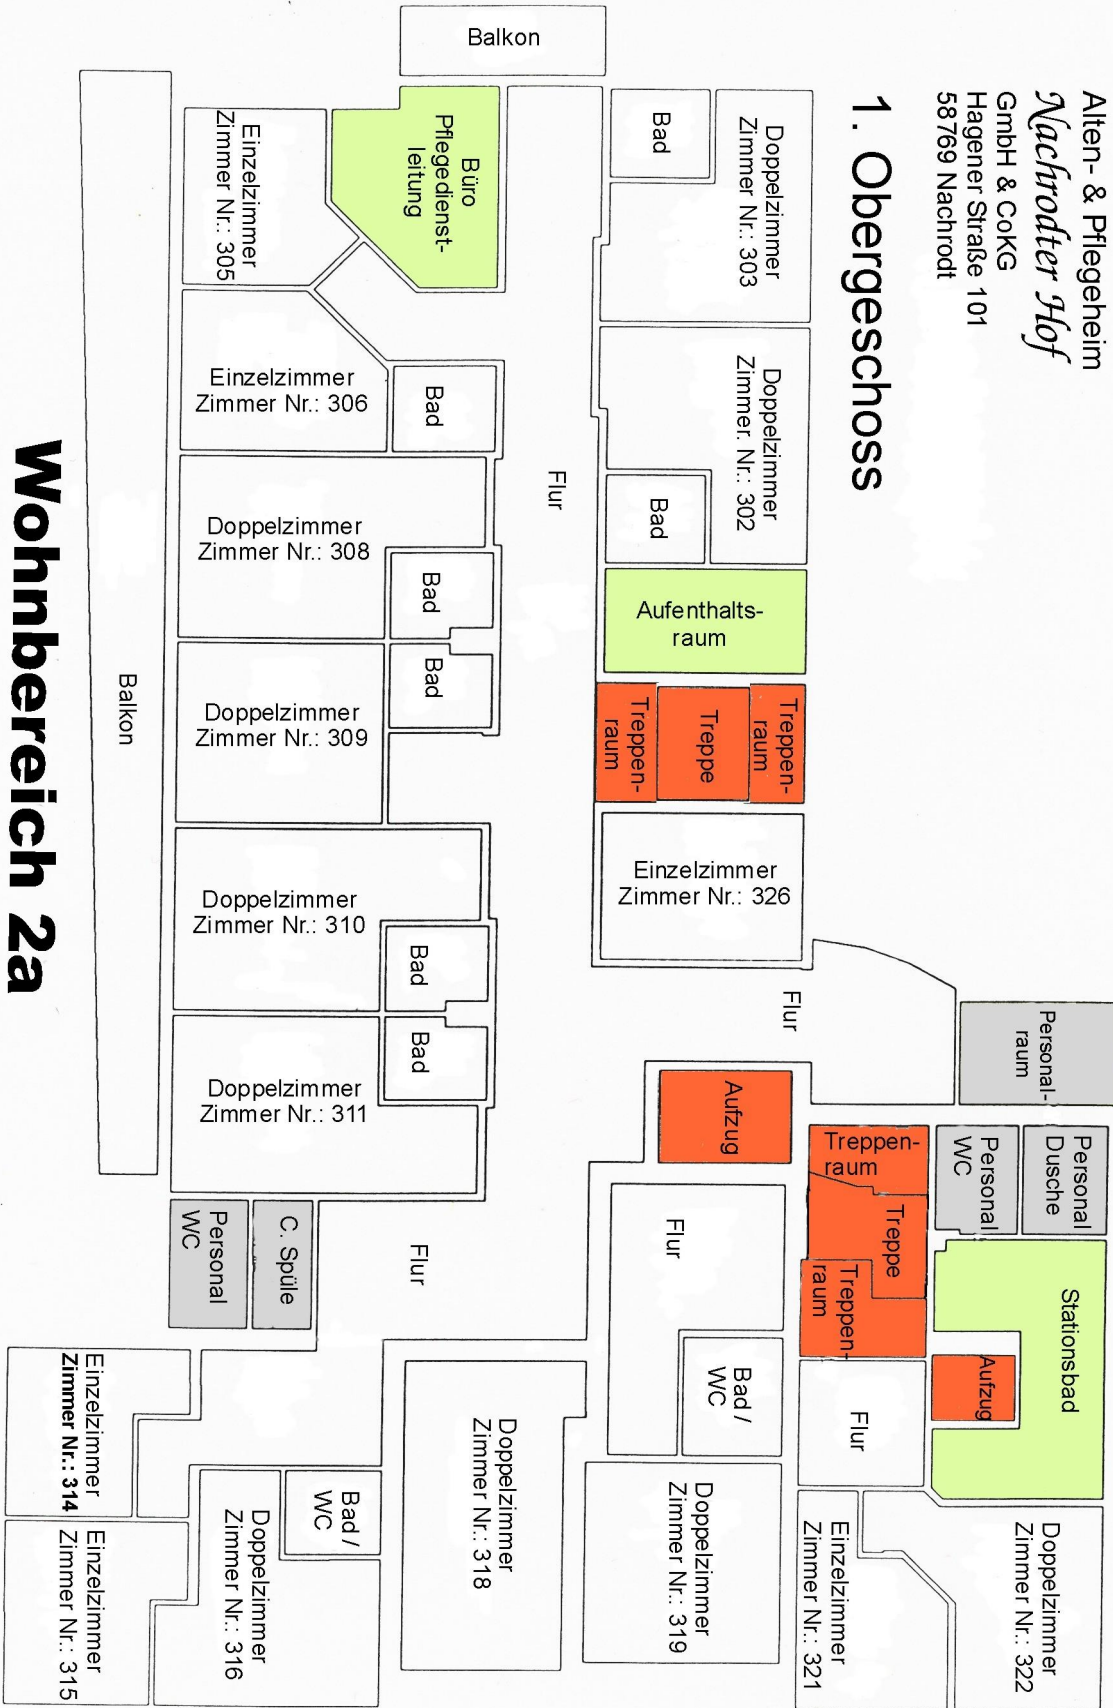 Alten- & Pflegeheim
Nachrodter Hof
GmbH & CoKG
Hagener Straße 101
58769 Nachrodt
1. Obergeschoss
Balkon
Büro
Pflegedienst-
leitung
Einzelzimmer
Zimmer Nr.: 305
Bad
Doppelzimmer
Zimmer Nr.: 303
Einzelzimmer
Zimmer Nr.: 306
Bad
Doppelzimmer
Zimmer. Nr.: 302
Bad
Flur
Doppelzimmer
Zimmer Nr.: 308
Bad
Aufenthalts-
raum
Doppelzimmer
Zimmer Nr.: 309
Bad
Treppen-
raum
Treppe
Treppen-
raum
Balkon
Doppelzimmer
Zimmer Nr.: 310
Bad
Einzelzimmer
Zimmer Nr.: 326
Flur
Personal-
raum
Doppelzimmer
Zimmer Nr.: 311
Bad
Aufzug
Treppen-
raum
Personal
WC
Personal
Dusche
Personal
WC
C. Spüle
Flur
Flur
Treppe
Treppen-
raum
Stationsbad
Aufzug
Einzelzimmer
Zimmer Nr.: 314
Bad /
WC
Flur
Einzelzimmer
Zimmer Nr.: 315
Doppelzimmer
Zimmer Nr.: 316
Bad /
WC
Doppelzimmer
Zimmer Nr.: 318
Doppelzimmer
Zimmer Nr.: 319
Einzelzimmer
Zimmer Nr.: 321
Doppelzimmer
Zimmer Nr.: 322
Wohnbereich 2a